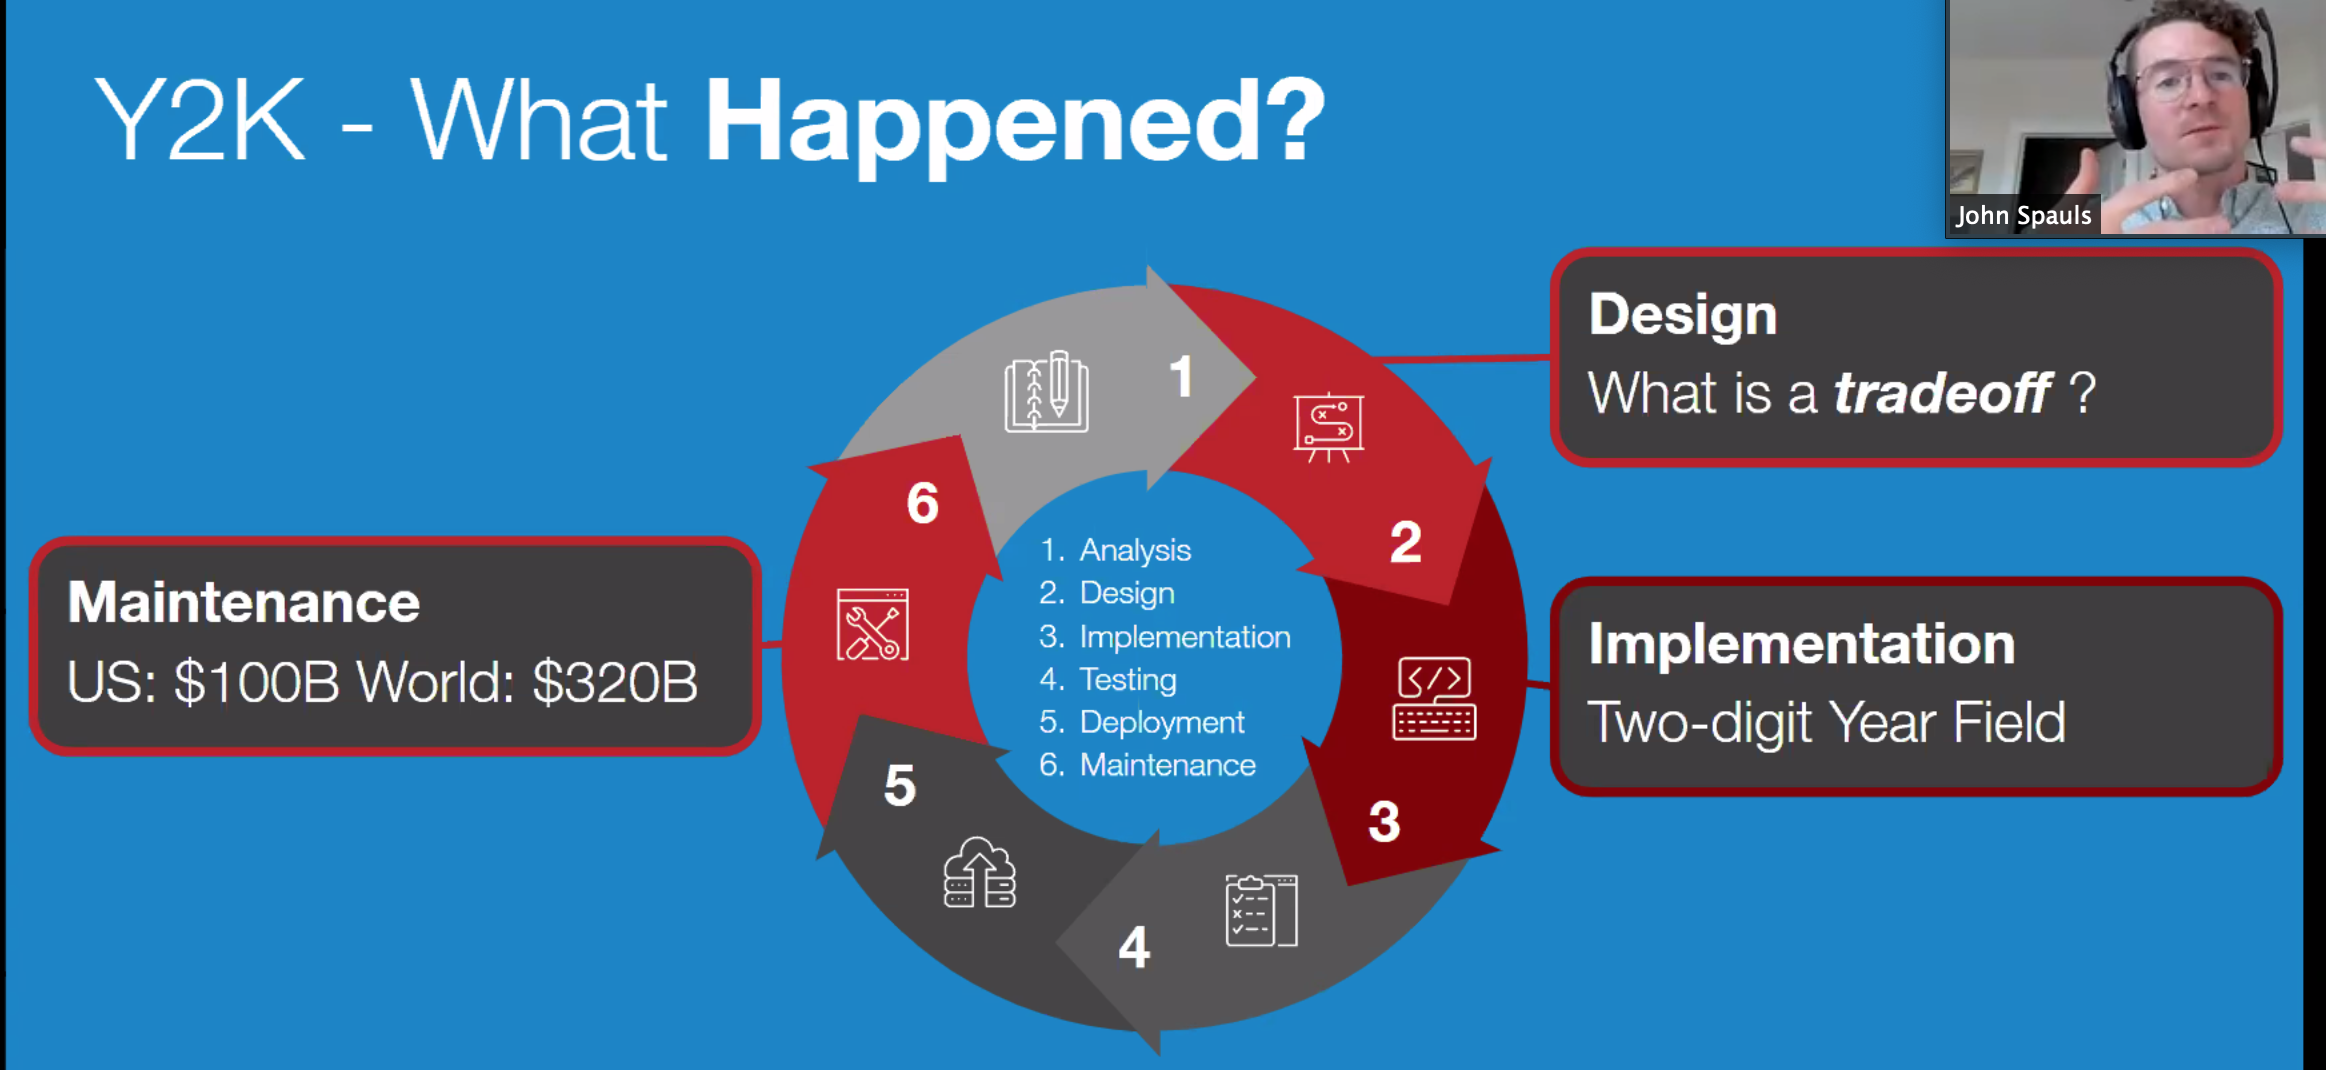 Y2K - What Happened?
John Spauls
Design
What is a tradeoff ?
Maintenance
US: $100B World: $320B
Implementation
Two-digit Year Field
1
2
3
4
5
6
1. Analysis
2. Design
3. Implementation
4. Testing
5. Deployment
6. Maintenance